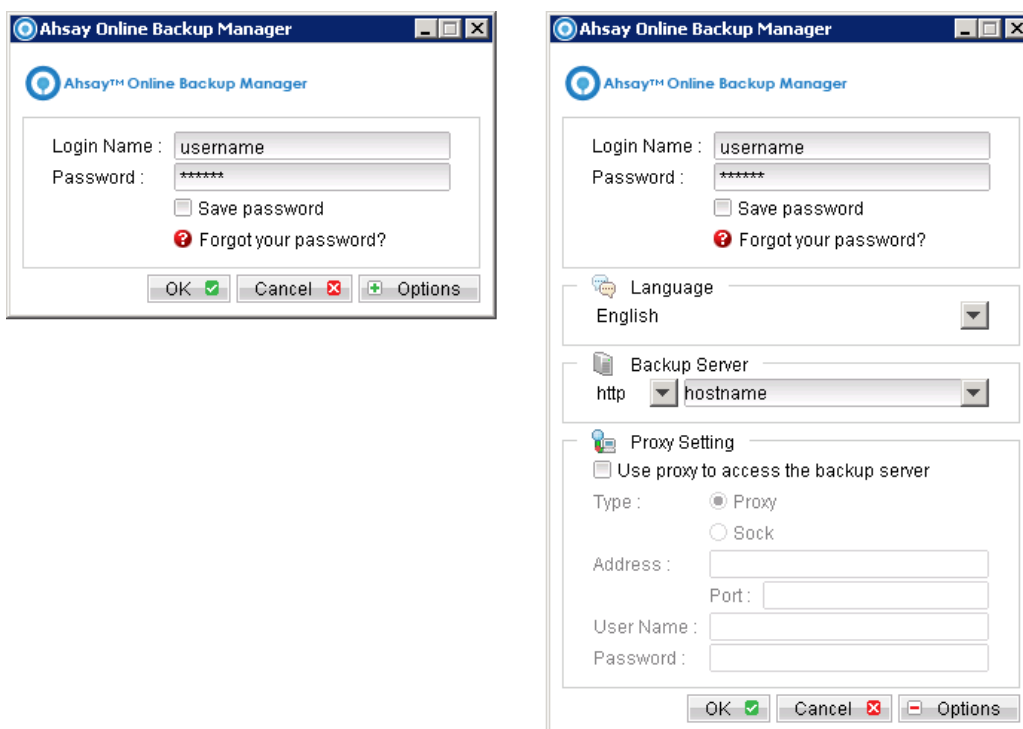 Ahsay Online Backup Manager
Ahsay™ Online Backup Manager
Login Name : username
Password : ******
Save password
Forgot your password?
OK Cancel Options
Ahsay Online Backup Manager
Ahsay™ Online Backup Manager
Login Name : username
Password : ******
Save password
Forgot your password?
Language
English
Backup Server
http hostname
Proxy Setting
Use proxy to access the backup server
Type : Proxy
Sock
Address :
Port :
User Name :
Password :
OK Cancel Options